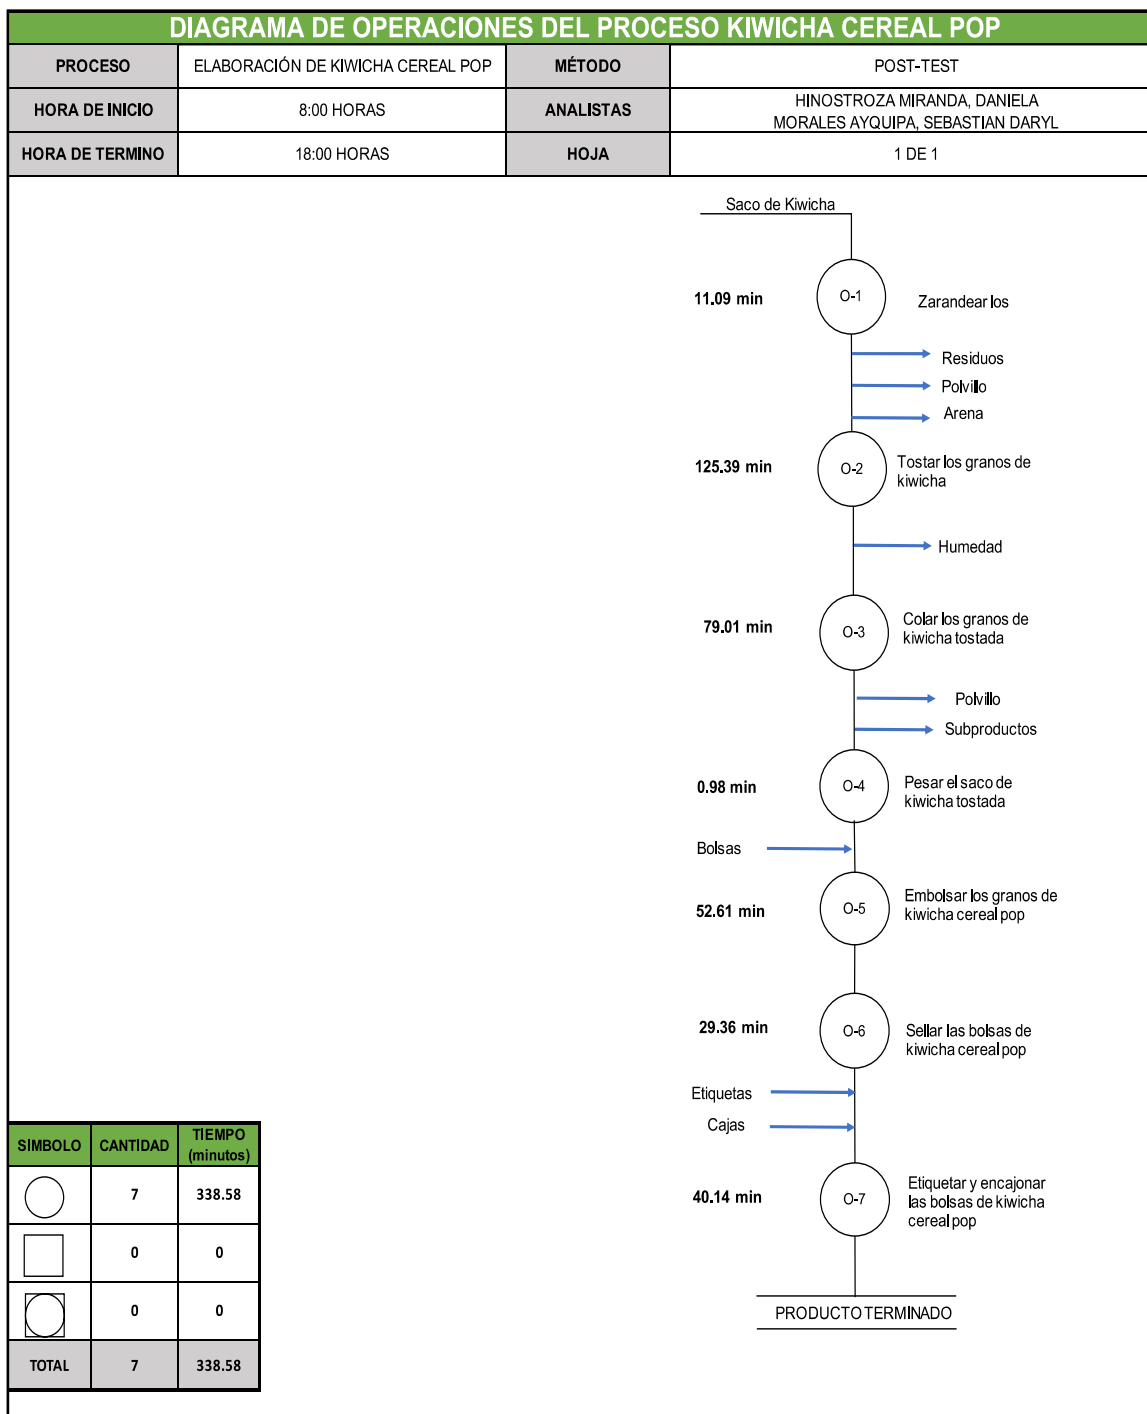 DIAGRAMA DE OPERACIONES DEL PROCESO KIWICHA CEREAL POP
PROCESO ELABORACIÓN DE KIWICHA CEREAL POP MÉTODO POST-TEST
HORA DE INICIO 8:00 HORAS ANALISTAS HINOSTROZA MIRANDA, DANIELA
MORALES AYQUIPA, SEBASTIAN DARYL
HORA DE TERMINO 18:00 HORAS HOJA 1 DE 1
Saco de Kiwicha
11.09 min O-1 Zarandear los
Residuos
Polvillo
Arena
125.39 min O-2 Tostar los granos de
kiwicha
Humedad
79.01 min O-3 Colar los granos de
kiwicha tostada
Polvillo
Subproductos
0.98 min O-4 Pesar el saco de
kiwicha tostada
Bolsas
52.61 min O-5 Embolsar los granos de
kiwicha cereal pop
29.36 min O-6 Sellar las bolsas de
kiwicha cereal pop
Etiquetas
Cajas
40.14 min O-7 Etiquetar y encajonar
las bolsas de kiwicha
cereal pop
PRODUCTO TERMINADO
SIMBOLO CANTIDAD TIEMPO
(minutos)
7 338.58
0 0
0 0
TOTAL 7 338.58